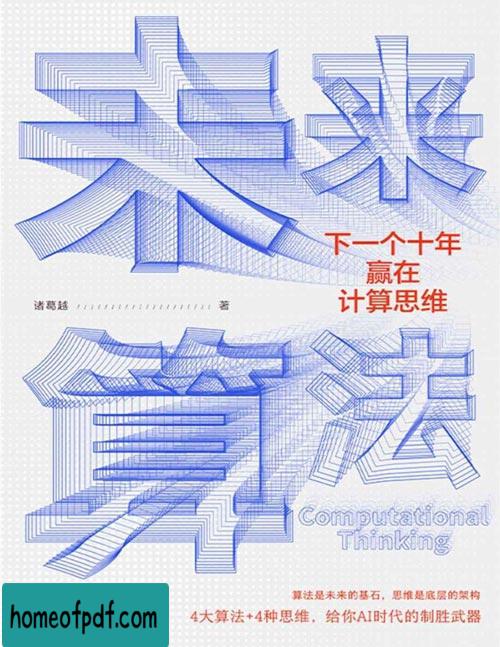 未来
下一个十年
赢在
计算思维
诸葛越 著
算法
Computational
Thinking
算法是未来的基石，思维是底层的架构
4大算法+4种思维，给你AI时代的制胜武器
homeofpdf.com